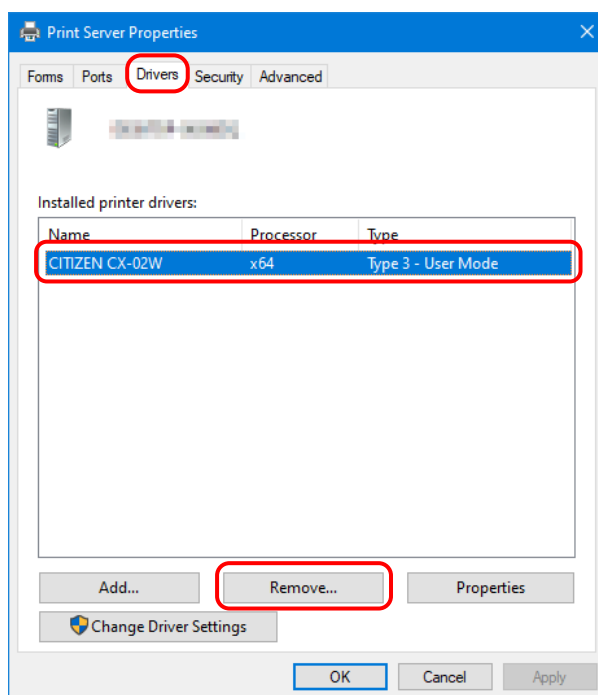 Print Server Properties
Forms Ports Drivers Security Advanced
Installed printer drivers:
Name Processor Type
CITIZEN CX-02W x64 Type 3 - User Mode
Add... Remove... Properties
Change Driver Settings
OK Cancel Apply